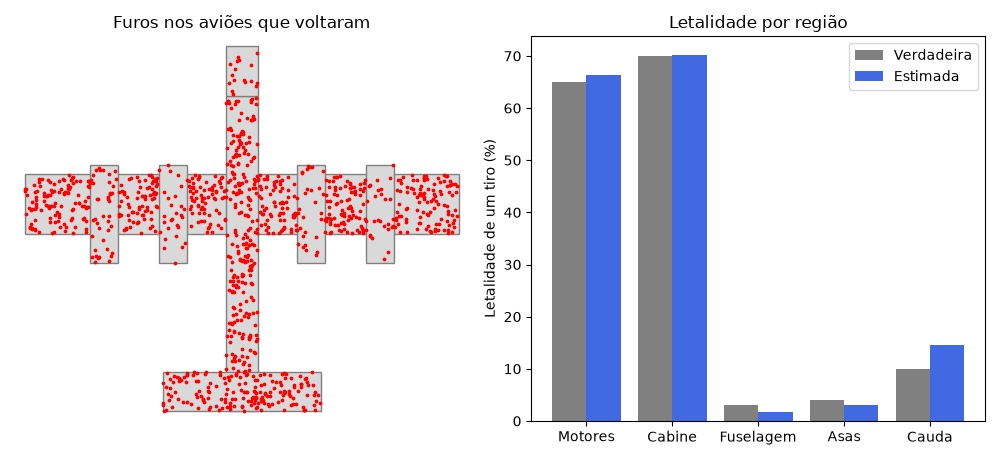 Furos nos aviões que voltaram
Letalidade por região
Letalidade de um tiro (%)
70
60
50
40
30
20
10
0
Verdadeira
Estimada
Motores
Cabine
Fuselagem
Asas
Cauda